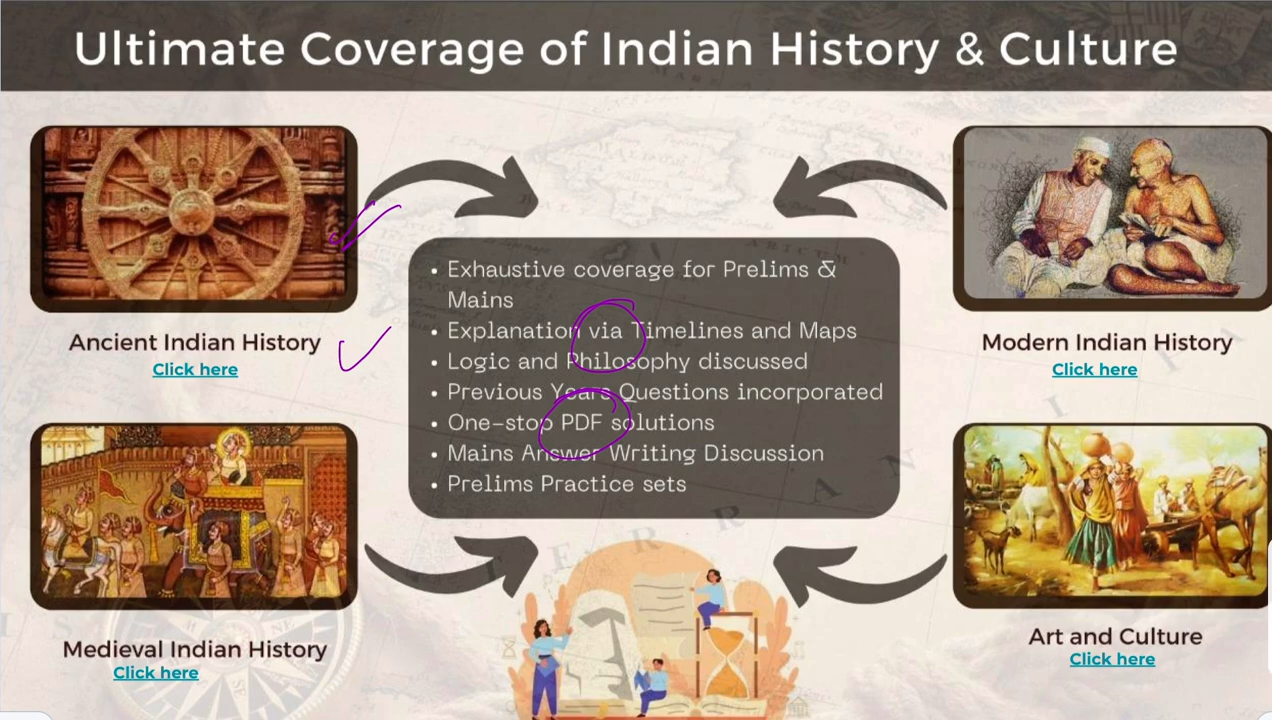 Ultimate Coverage of Indian History & Culture
Ancient Indian History
Click here
Medieval Indian History
Click here
• Exhaustive coverage for Prelims &
Mains
• Explanation via Timelines and Maps
• Logic and Philosophy discussed
• Previous Years Questions incorporated
• One-stop PDF solutions
• Mains Answer Writing Discussion
• Prelims Practice sets
Modern Indian History
Click here
Art and Culture
Click here